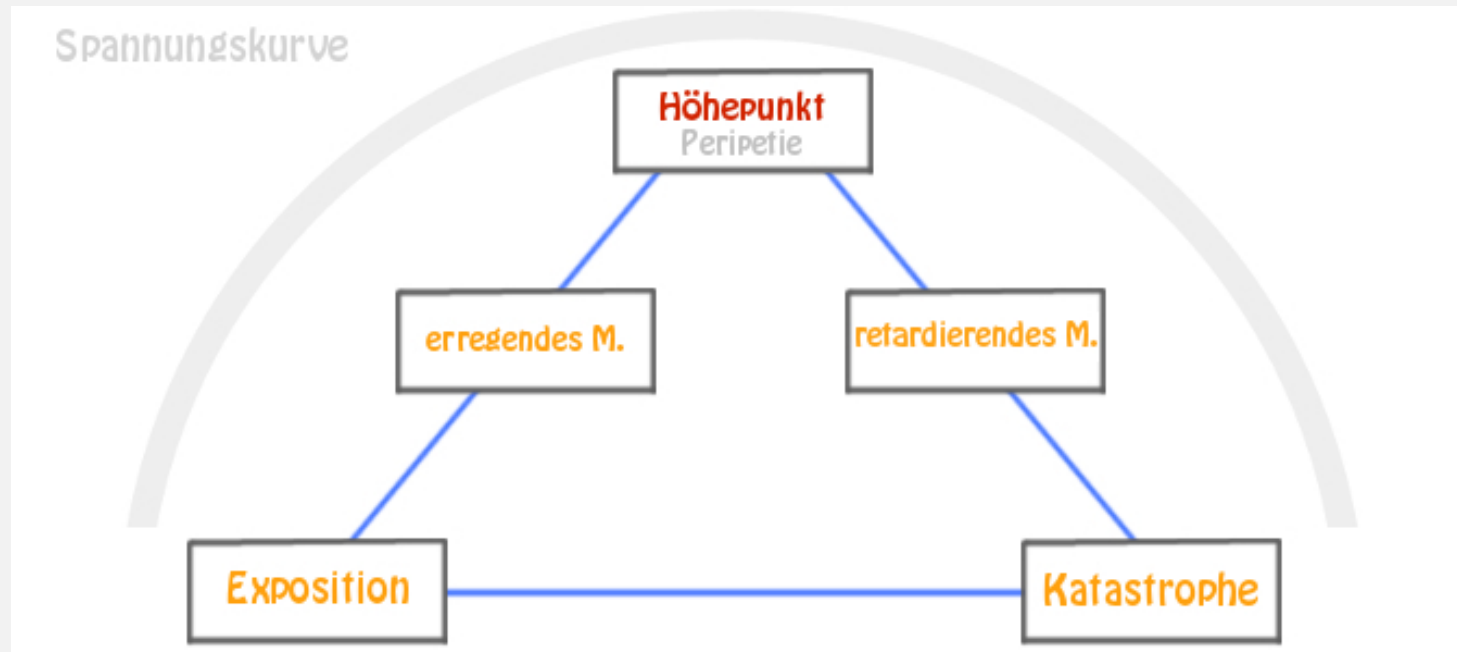 Spannungskurve
Höhepunkt
Peripetie
erregendes M.
retardierendes M.
Exposition
Katastrophe